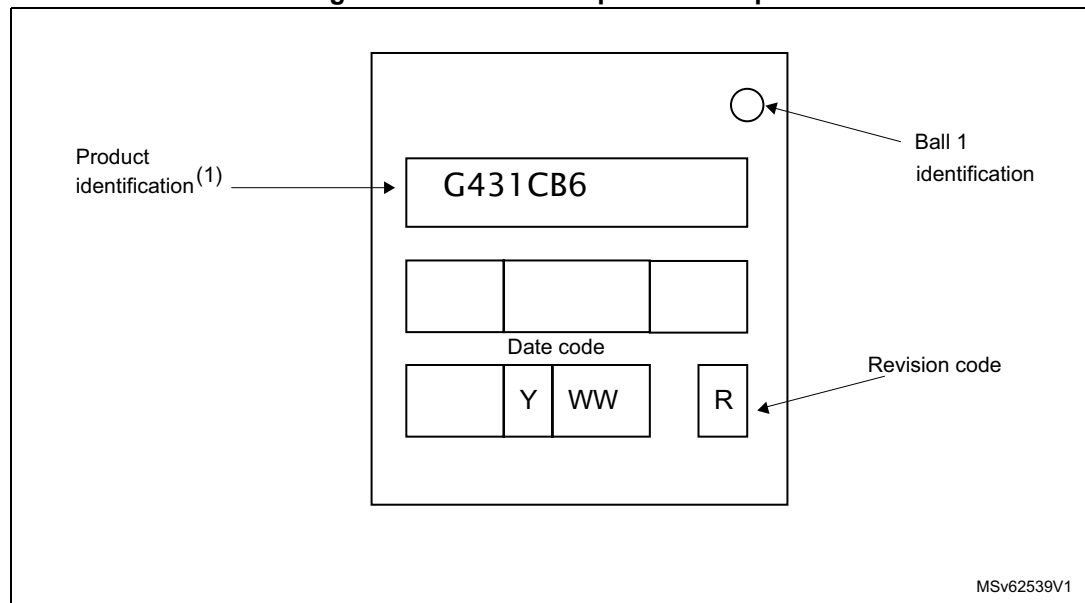 Ball 1
identification
Product
identification(1)
G431CB6
Date code
Y WW R
Revision code
MSv62539V1